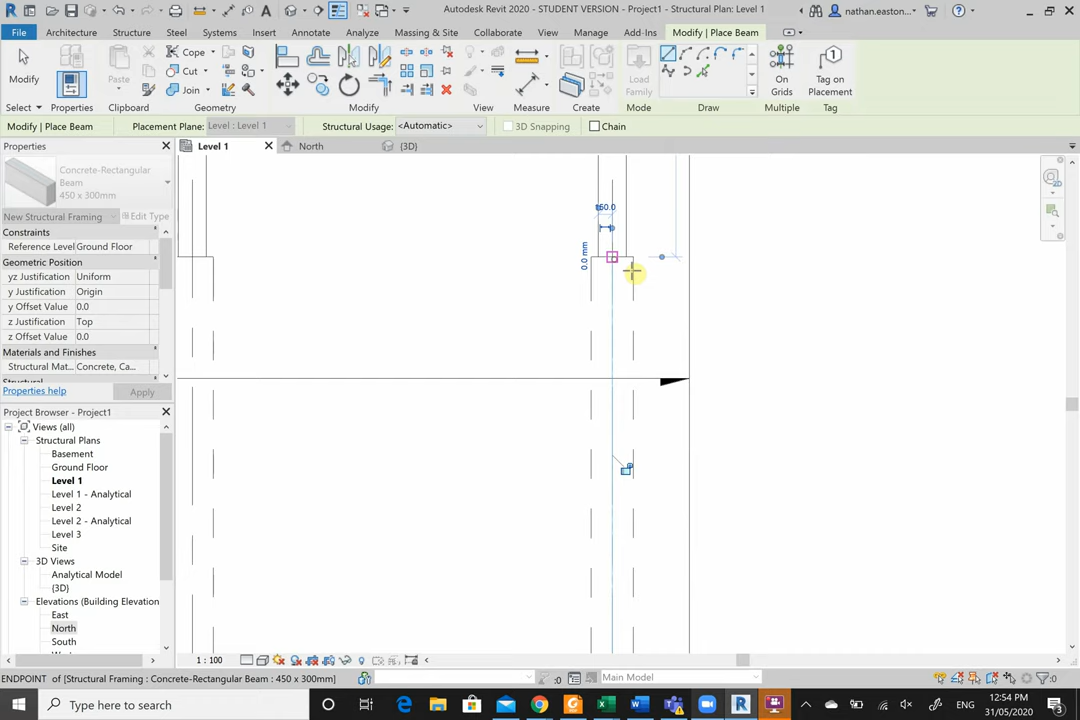 Autodesk Revit 2020 - STUDENT VERSION - Project1 - Structural Plan: Level 1
nathan.easton...
File Architecture Structure Steel Systems Insert Annotate Analyze Massing & Site Collaborate View Manage Add-Ins Modify | Place Beam
Modify
Properties
Paste
Cope
Cut
Join
Load
Family
On
Grids
Tag on
Placement
Select Properties Clipboard Geometry Modify View Measure Create Mode Draw Multiple Tag
Modify | Place Beam Placement Plane: Level : Level 1 Structural Usage: <Automatic> 3D Snapping Chain
Properties
Level 1
North
(3D)
Concrete-Rectangular
Beam
450 x 300mm
New Structural Framing Edit Type
Constraints
Reference Level Ground Floor
Geometric Position
yz Justification Uniform
y Justification Origin
y Offset Value 0.0
z Justification Top
z Offset Value 0.0
Materials and Finishes
Structural Mat... Concrete, Ca...
Properties help Apply
Project Browser - Project1
Views (all)
Structural Plans
Basement
Ground Floor
Level 1
Level 1 - Analytical
Level 2
Level 2 - Analytical
Level 3
Site
3D Views
Analytical Model
{3D}
Elevations (Building Elevation
East
North
South
0.0 mm
1 : 100
ENDPOINT of [Structural Framing : Concrete-Rectangular Beam : 450 x 300mm]
:0
Main Model
:0
Type here to search
ENG
12:54 PM
31/05/2020